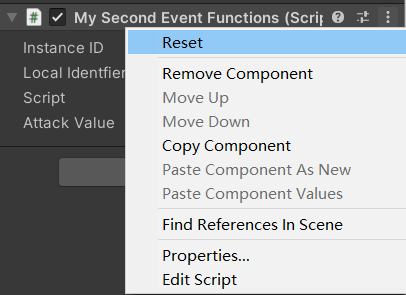 My Second Event Functions (Scrip
Instance ID
Local Identfier
Script
Attack Value
Reset
Remove Component
Move Up
Move Down
Copy Component
Paste Component As New
Paste Component Values
Find References In Scene
Properties...
Edit Script